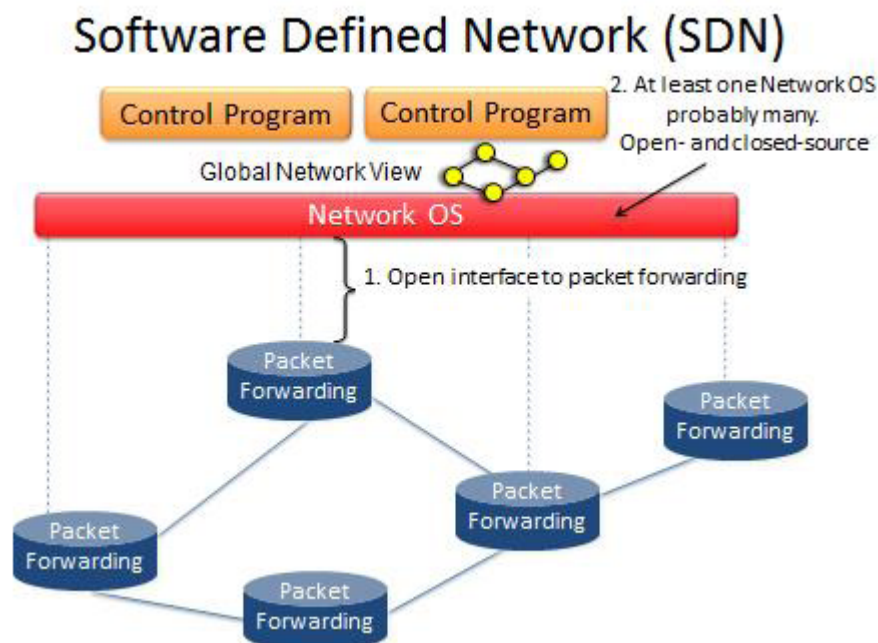 Software Defined Network (SDN)
Control Program
Control Program
2. At least one Network OS
probably many.
Open- and closed-source
Global Network View
Network OS
1. Open interface to packet forwarding
Packet
Forwarding
Packet
Forwarding
Packet
Forwarding
Packet
Forwarding
Packet
Forwarding